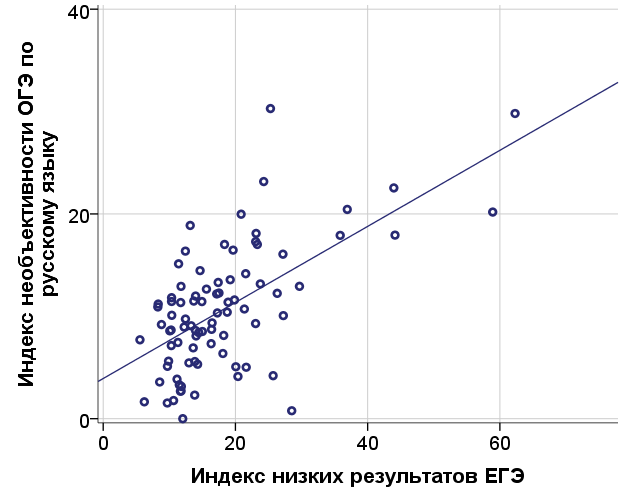 Индекс необъективности ОГЭ по
русскому языку
40
20
0
0 20 40 60
Индекс низких результатов ЕГЭ